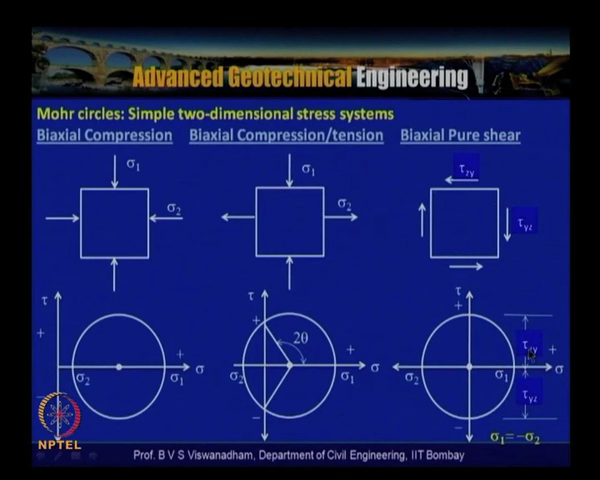 Advanced Geotechnical Engineering
Mohr circles: Simple two-dimensional stress systems
Biaxial Compression Biaxial Compression/tension Biaxial Pure shear
σ1 σ1 τzy
σ2 σ2 τyz
τ τ τ
+ + +
2θ τzy
+ + +
σ2 σ1 σ σ2 σ1 σ σ2 σ1 σ
τyz
− −
σ1=−σ2
NPTEL
Prof. B V S Viswanadham, Department of Civil Engineering, IIT Bombay